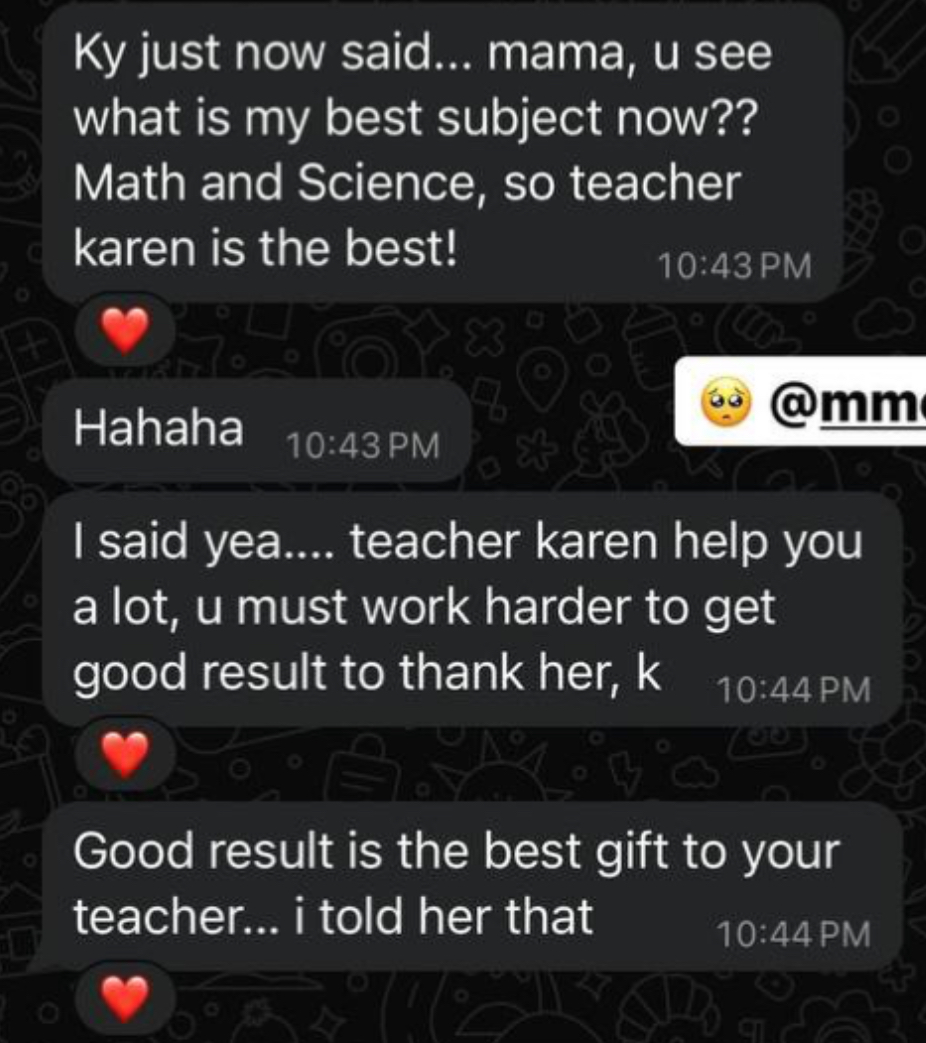 Ky just now said... mama, u see
what is my best subject now??
Math and Science, so teacher
karen is the best!
10:43 PM
Hahaha
10:43 PM
🥺 @mm
I said yea.... teacher karen help you
a lot, u must work harder to get
good result to thank her, k
10:44 PM
Good result is the best gift to your
teacher... i told her that
10:44 PM